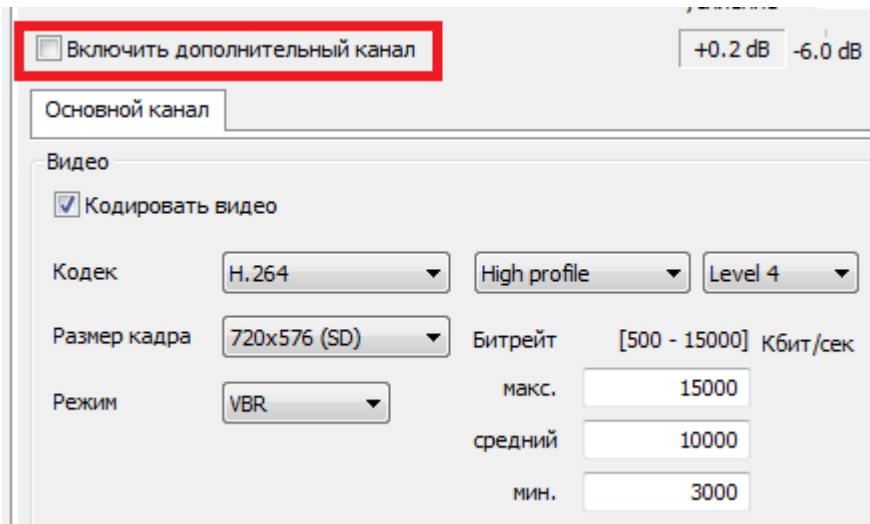 Включить дополнительный канал
+0.2 dB -6.0 dB
Основной канал
Видео
Кодировать видео
Кодек H.264 High profile Level 4
Размер кадра 720x576 (SD) Битрейт [500 - 15000] Кбит/сек
макс. 15000
Режим VBR
средний 10000
мин. 3000